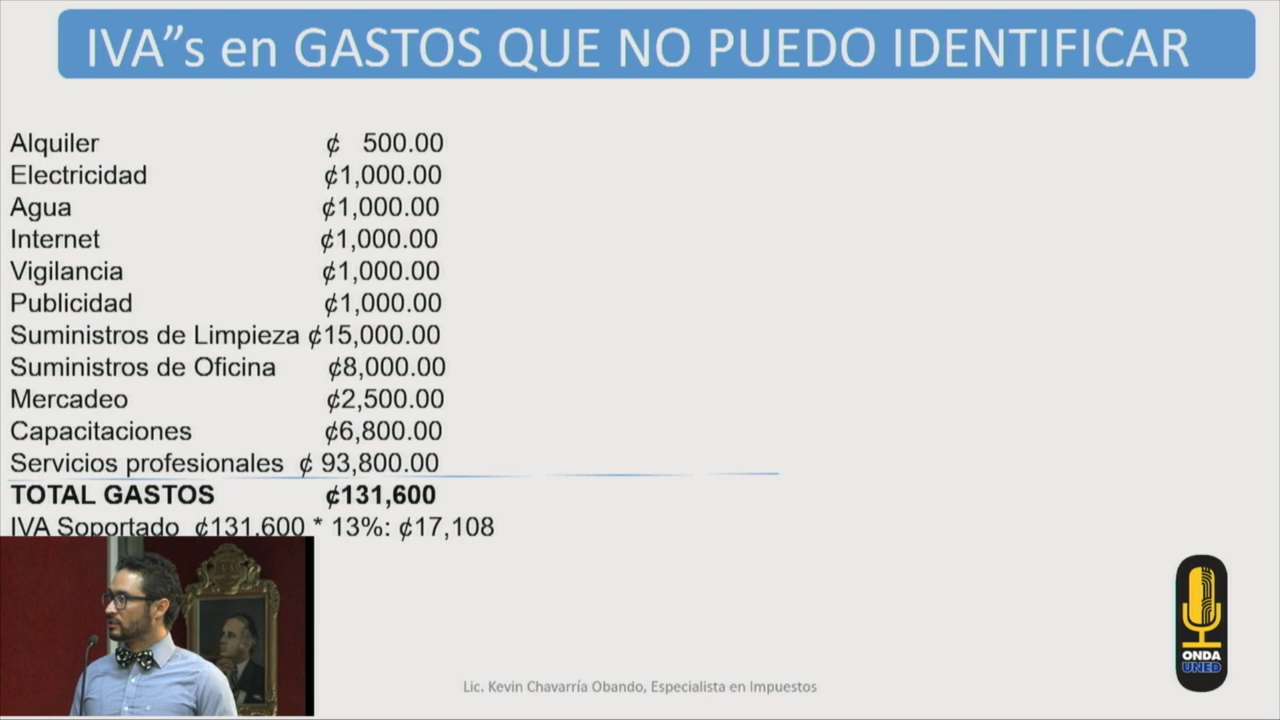 IVA”s en GASTOS QUE NO PUEDO IDENTIFICAR
Alquiler ₡ 500.00
Electricidad ₡1,000.00
Agua ₡1,000.00
Internet ₡1,000.00
Vigilancia ₡1,000.00
Publicidad ₡1,000.00
Suministros de Limpieza ₡15,000.00
Suministros de Oficina ₡8,000.00
Mercadeo ₡2,500.00
Capacitaciones ₡6,800.00
Servicios profesionales ₡ 93,800.00
TOTAL GASTOS ₡131,600
IVA Soportado ₡131,600 * 13%: ₡17,108
ONDA
UNED
Lic. Kevin Chavarría Obando, Especialista en Impuestos